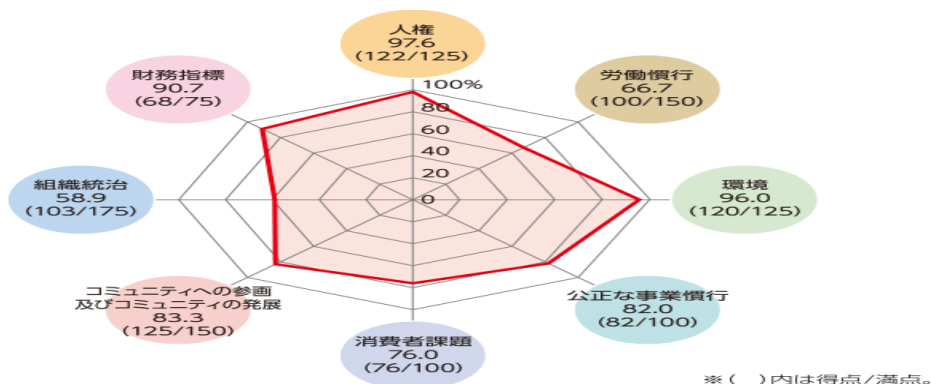 人権
97.6
(122/125)
財務指標
90.7
(68/75)
労働慣行
66.7
(100/150)
100%
80
60
40
20
0
組織統治
58.9
(103/175)
環境
96.0
(120/125)
コミュニティへの参画
及びコミュニティの発展
83.3
(125/150)
公正な事業慣行
82.0
(82/100)
消費者課題
76.0
(76/100)
※(　)内は得点/満点。